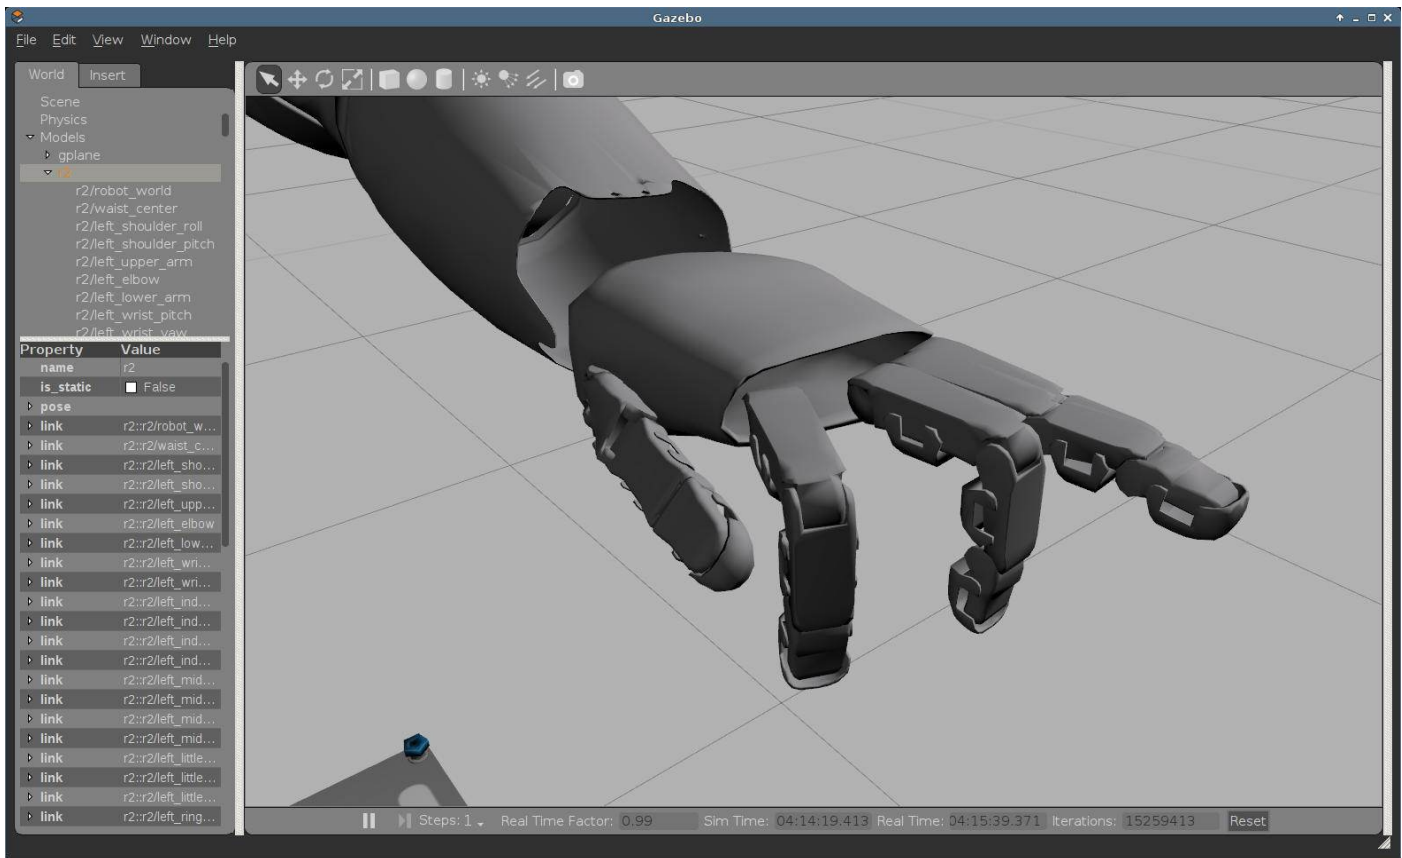 Gazebo
File Edit View Window Help
World Insert
Scene
Physics
Models
gplane
r2
r2/robot_world
r2/waist_center
r2/left_shoulder_roll
r2/left_shoulder_pitch
r2/left_upper_arm
r2/left_elbow
r2/left_lower_arm
r2/left_wrist_pitch
r2/left_wrist_yaw
Property Value
name r2
is_static False
pose
link r2::r2/robot_w...
link r2::r2/waist_c...
link r2::r2/left_sho...
link r2::r2/left_sho...
link r2::r2/left_upp...
link r2::r2/left_elbow
link r2::r2/left_low...
link r2::r2/left_wri...
link r2::r2/left_wri...
link r2::r2/left_ind...
link r2::r2/left_ind...
link r2::r2/left_ind...
link r2::r2/left_ind...
link r2::r2/left_mid...
link r2::r2/left_mid...
link r2::r2/left_mid...
link r2::r2/left_mid...
link r2::r2/left_little...
link r2::r2/left_little...
link r2::r2/left_little...
link r2::r2/left_ring...
Steps: 1 Real Time Factor: 0.99 Sim Time: 04:14:19.413 Real Time: 04:15:39.371 Iterations: 15259413 Reset